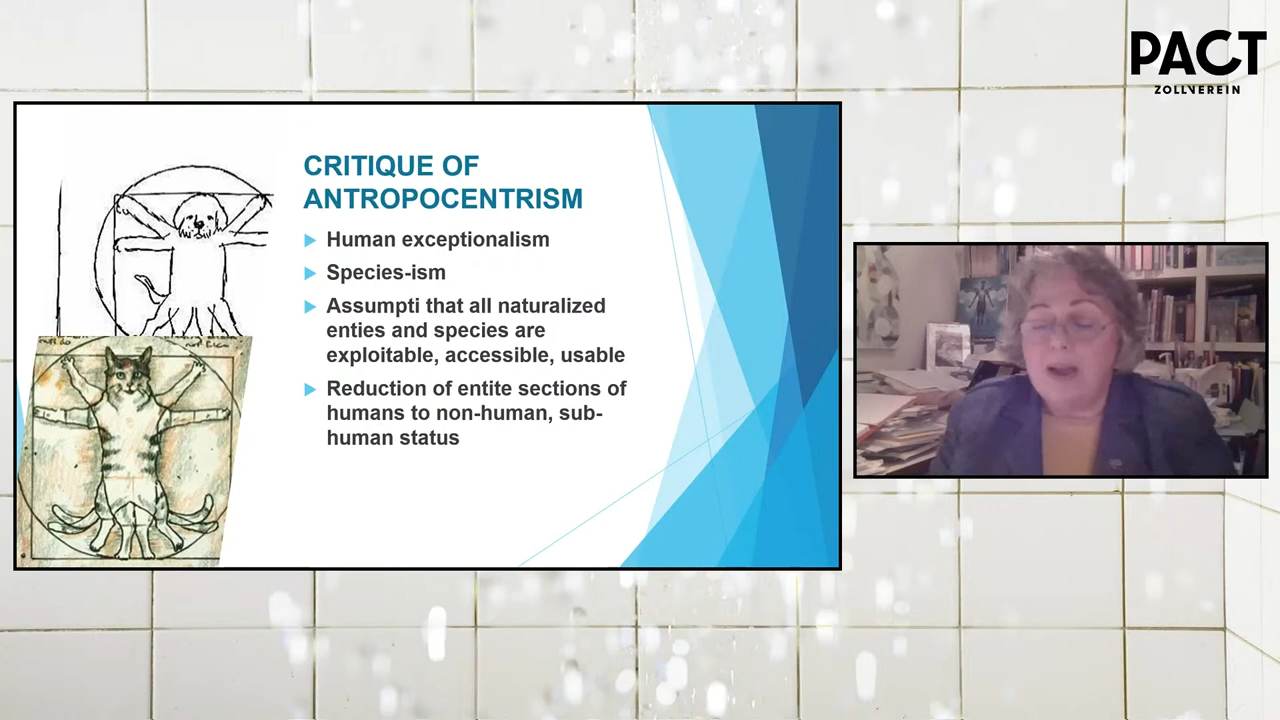 PACT
ZOLLVEREIN
CRITIQUE OF
ANTROPOCENTRISM
Human exceptionalism
Species-ism
Assumpti that all naturalized
enties and species are
exploitable, accessible, usable
Reduction of entite sections of
humans to non-human, sub-
human status